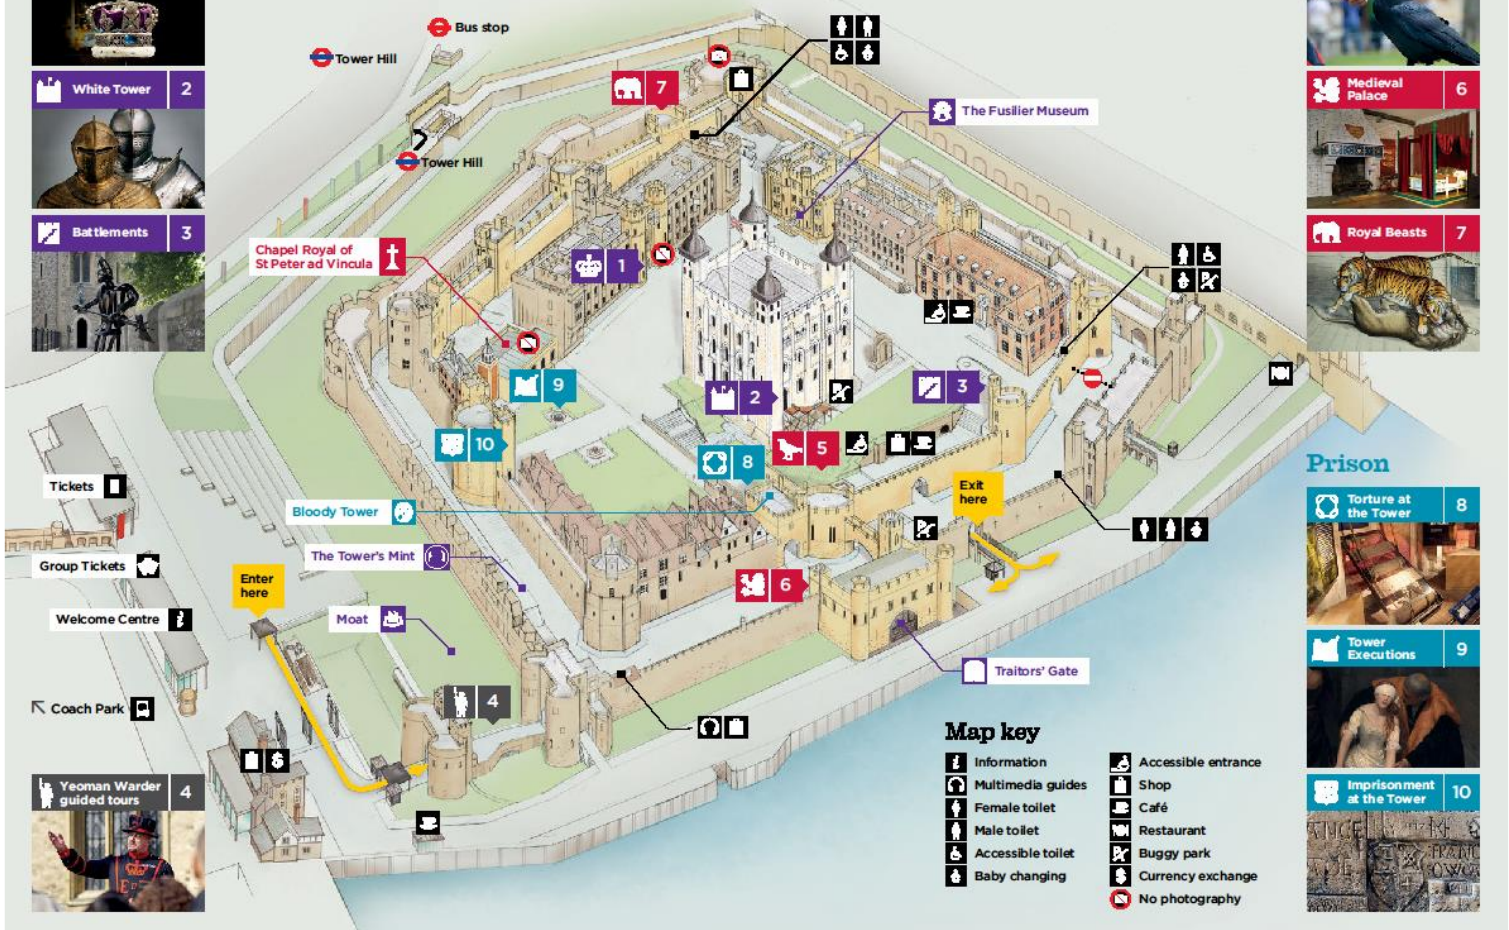 Bus stop
Tower Hill
White Tower 2
7
The Fusilier Museum
Medieval
Palace
6
Tower Hill
Battlements 3
Royal Beasts 7
Chapel Royal of
St Peter ad Vincula
1
9
2
3
10
8
5
Prison
Tickets
Exit
here
Torture at
the Tower
8
Bloody Tower
The Tower's Mint
Group Tickets
Enter
here
6
Welcome Centre
Moat
Tower
Executions
9
Traitors' Gate
Coach Park
4
Map key
Information
Multimedia guides
Female toilet
Male toilet
Accessible toilet
Baby changing
Accessible entrance
Shop
Café
Restaurant
Buggy park
Currency exchange
No photography
Yeoman Warder
guided tours
4
Imprisonment
at the Tower
10